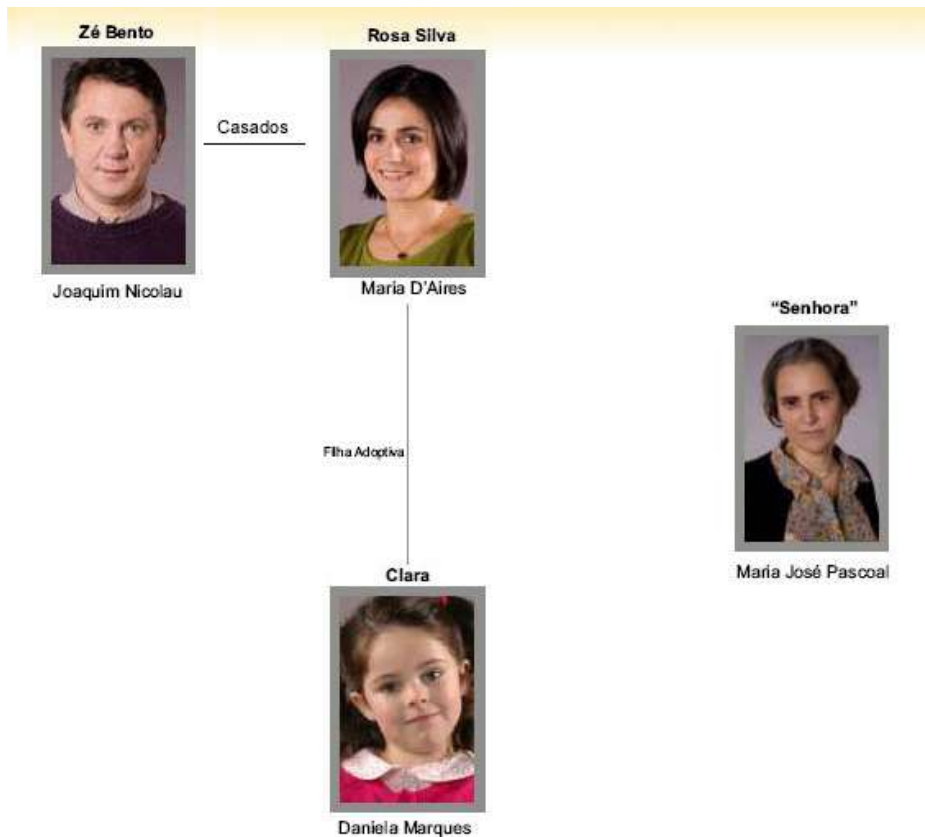 Zé Bento
Rosa Silva
Casados
Joaquim Nicolau
Maria D'Aires
“Senhora”
Filha Adoptiva
Maria José Pascoal
Clara
Daniela Marques